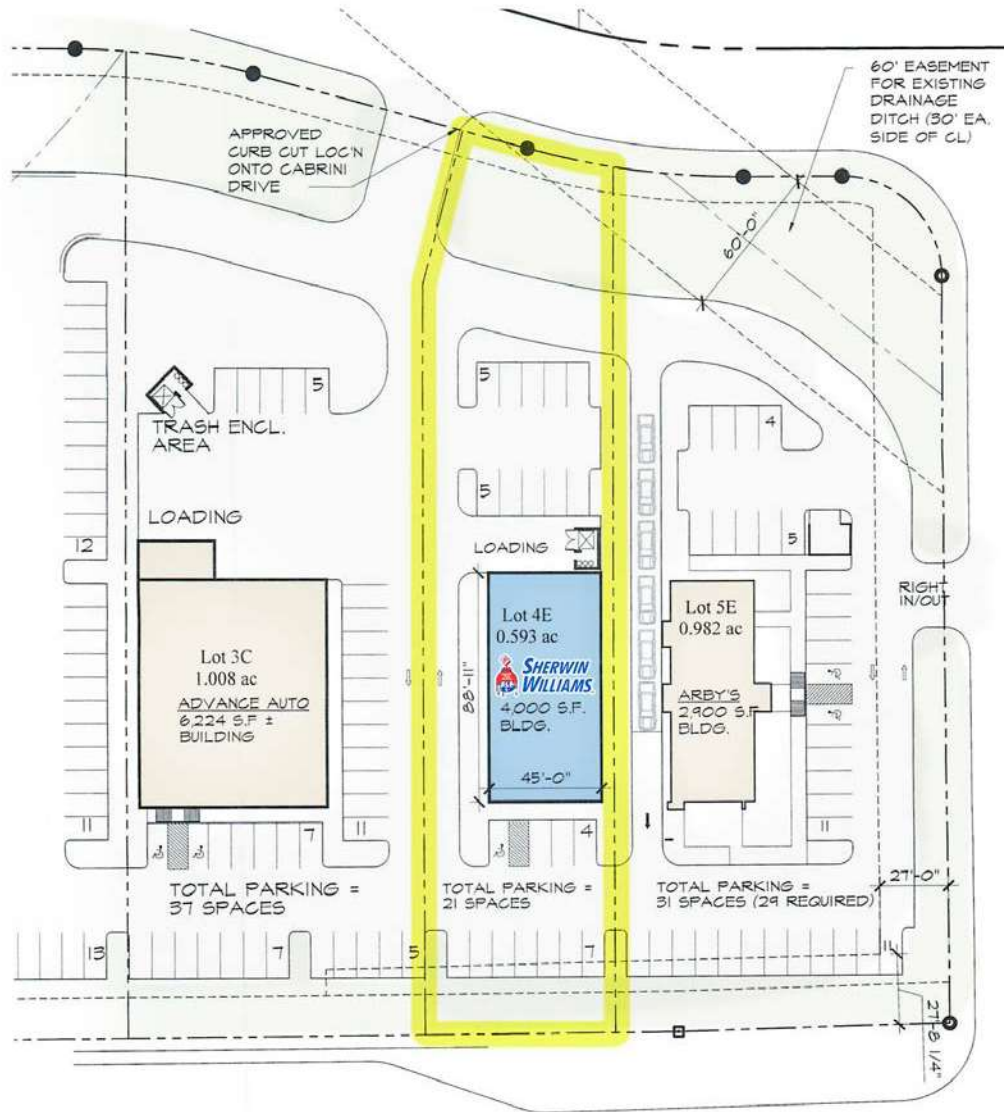 60' EASEMENT
FOR EXISTING
DRAINAGE
DITCH (30' EA.
SIDE OF CL)
APPROVED
CURB CUT LOC'N
ONTO CABRINI
DRIVE
60'-0"
5
TRASH ENCL.
AREA
LOADING
12
5
5
LOADING
4
5
RIGHT
IN/OUT
Lot 3C
1.008 ac
ADVANCE AUTO
6,224 S.F ±
BUILDING
Lot 4E
0.593 ac
SHERWIN
WILLIAMS.
4,000 S.F.
BLDG.
88'-11"
45'-0"
Lot 5E
0.982 ac
ARBY'S
2,900 S.F
BLDG.
11
7
11
4
11
TOTAL PARKING =
37 SPACES
TOTAL PARKING =
21 SPACES
TOTAL PARKING =
31 SPACES (29 REQUIRED)
27'-0"
13
7
5
7
11
27'-8 1/4"